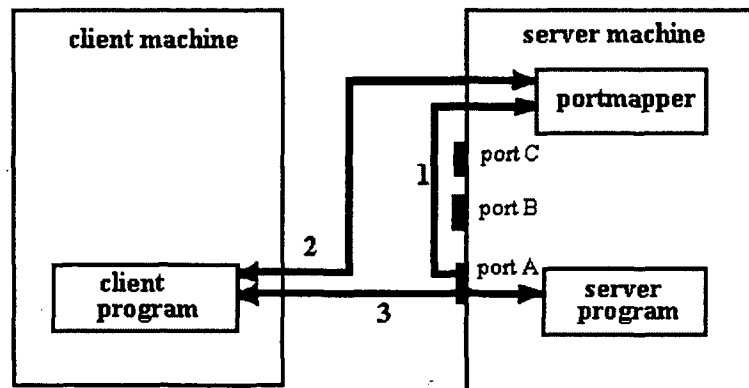 client machine
server machine
portmapper
port C
1
port B
2
port A
client
program
server
program
3